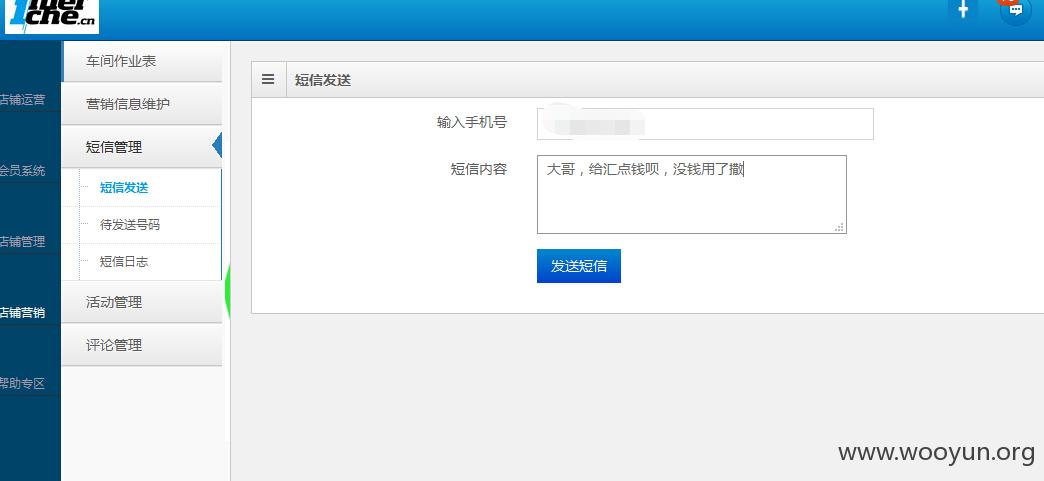 che.cn
车间作业表
营销信息维护
短信管理
短信发送
待发送号码
短信日志
活动管理
评论管理
店铺运营
会员系统
店铺管理
店铺营销
帮助专区
短信发送
输入手机号
短信内容
大哥，给汇点钱呗，没钱用了撒
发送短信
www.wooyun.org